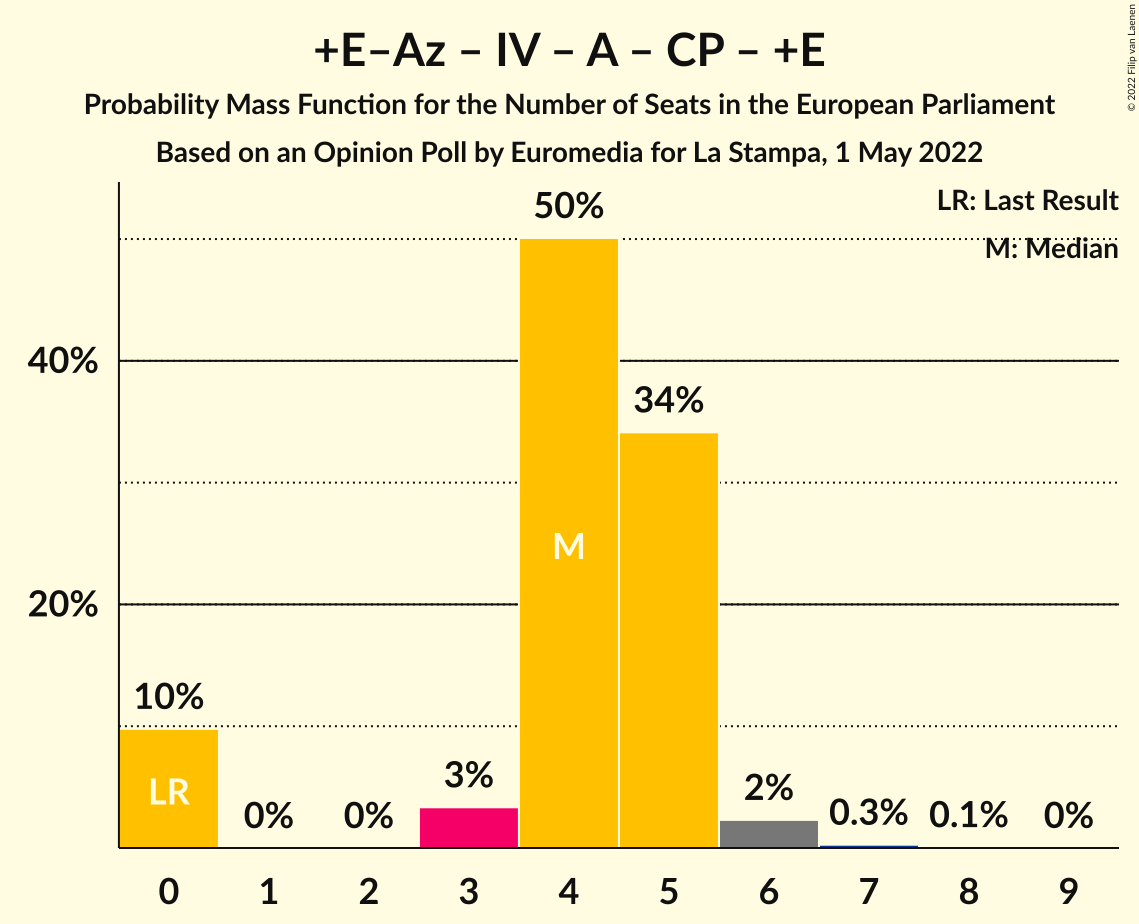 +E–Az – IV – A – CP – +E
Probability Mass Function for the Number of Seats in the European Parliament
Based on an Opinion Poll by Euromedia for La Stampa, 1 May 2022
© 2022 Filip van Laenen
LR: Last Result
M: Median
50%
40%
34%
M
20%
10%
LR
0%
0%
3%
2%
0.3%
0.1%
0%
0 1 2 3 4 5 6 7 8 9